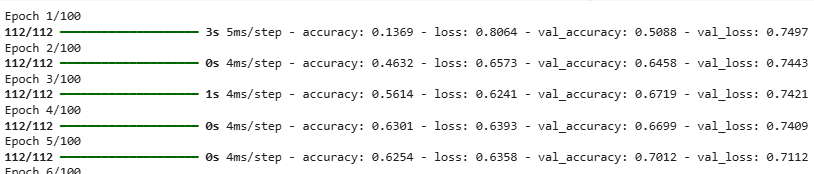 Epoch 1/100
112/112 ━━━━━━━━━━━━━━━━━━━━ 3s 5ms/step - accuracy: 0.1369 - loss: 0.8064 - val_accuracy: 0.5088 - val_loss: 0.7497
Epoch 2/100
112/112 ━━━━━━━━━━━━━━━━━━━━ 0s 4ms/step - accuracy: 0.4632 - loss: 0.6573 - val_accuracy: 0.6458 - val_loss: 0.7443
Epoch 3/100
112/112 ━━━━━━━━━━━━━━━━━━━━ 1s 4ms/step - accuracy: 0.5614 - loss: 0.6241 - val_accuracy: 0.6719 - val_loss: 0.7421
Epoch 4/100
112/112 ━━━━━━━━━━━━━━━━━━━━ 0s 4ms/step - accuracy: 0.6301 - loss: 0.6393 - val_accuracy: 0.6699 - val_loss: 0.7409
Epoch 5/100
112/112 ━━━━━━━━━━━━━━━━━━━━ 0s 4ms/step - accuracy: 0.6254 - loss: 0.6358 - val_accuracy: 0.7012 - val_loss: 0.7112
Epoch 6/100